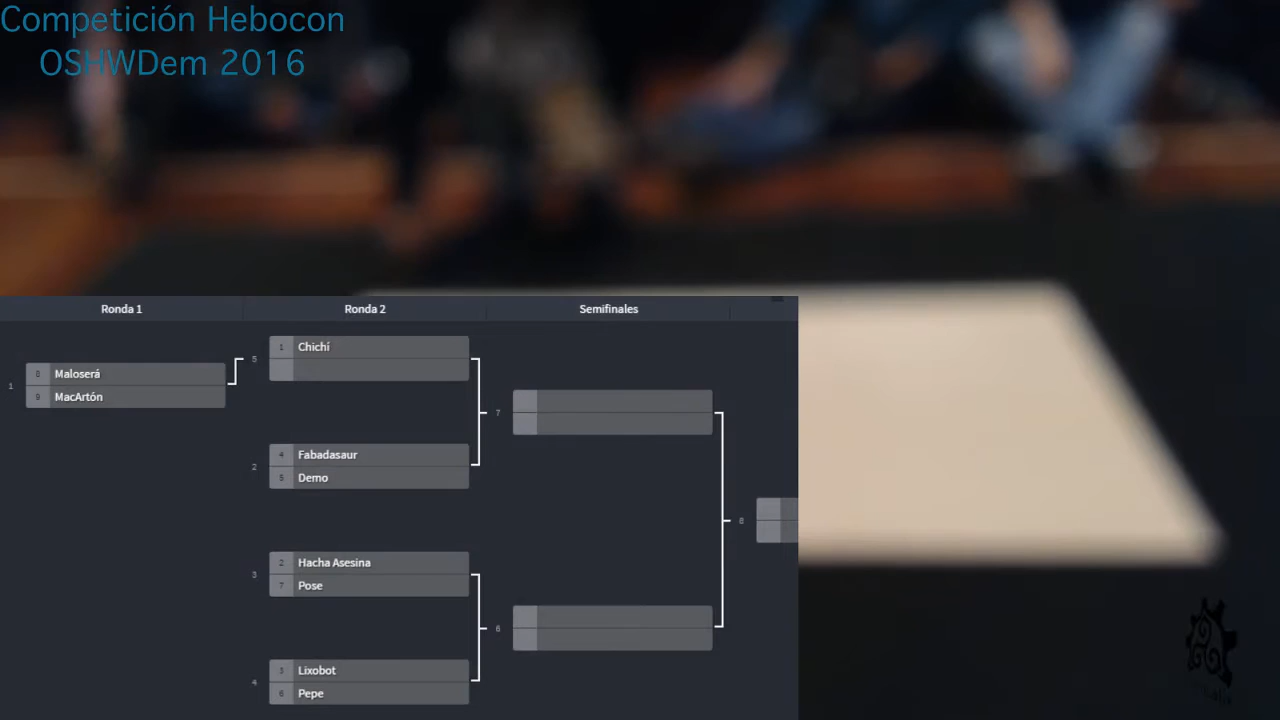 Competición Hebocon
OSHWDem 2016
Ronda 1
Ronda 2
Semifinales
1
8 Maloserá
9 MacArtón
5
1 Chichí
2
4 Fabadasaur
5 Demo
7
3
2 Hacha Asesina
7 Pose
6
4
3 Lixobot
6 Pepe
8